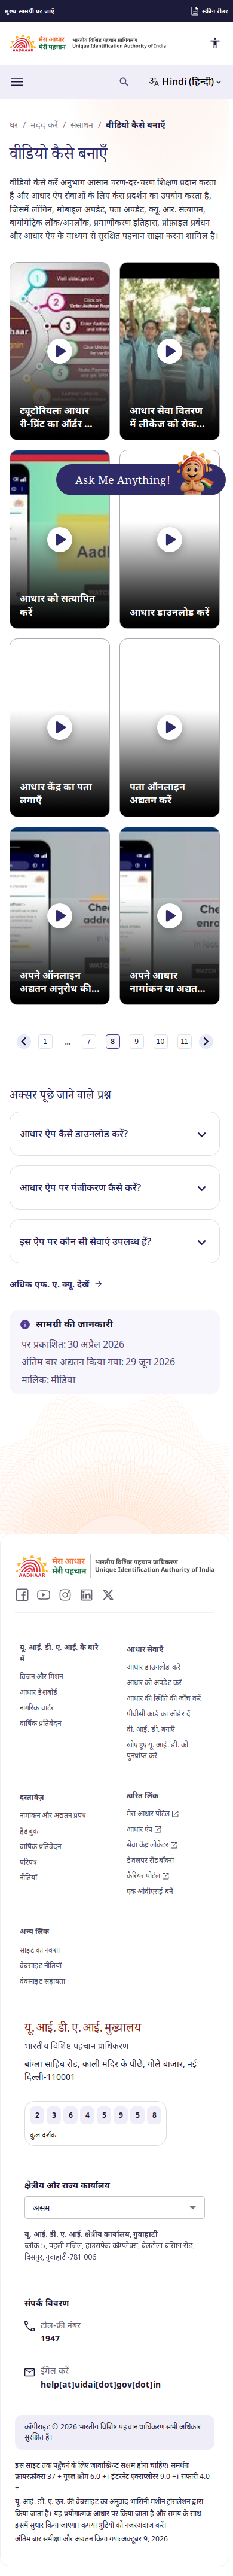 मुख्य सामग्री पर जाएँ
स्क्रीन रीडर
मेरा आधार
मेरी पहचान
AADHAAR
भारतीय विशिष्ट पहचान प्राधिकरण
Unique Identification Authority of India
Hindi (हिन्दी)
घर / मदद करें / संसाधन / वीडियो कैसे बनाएँ
वीडियो कैसे बनाएँ
वीडियो कैसे करें अनुभाग आसान चरण-दर-चरण शिक्षण प्रदान करता
है और आधार ऐप सेवाओं के लिए केस प्रदर्शन का उपयोग करता है,
जिसमें लॉगिन, मोबाइल अपडेट, पता अपडेट, क्यू. आर. सत्यापन,
बायोमेट्रिक लॉक/अनलॉक, प्रमाणीकरण इतिहास, प्रोफ़ाइल प्रबंधन
और आधार ऐप के माध्यम से सुरक्षित पहचान साझा करना शामिल है।
ट्यूटोरियलः आधार
री-प्रिंट का ऑर्डर ...
आधार सेवा वितरण
में लीकेज को रोक...
Ask Me Anything!
आधार को सत्यापित
करें
आधार डाउनलोड करें
आधार केंद्र का पता
लगाएँ
पता ऑनलाइन
अद्यतन करें
अपने ऑनलाइन
अद्यतन अनुरोध की...
अपने आधार
नामांकन या अद्यत...
1 ... 7 8 9 10 11
अक्सर पूछे जाने वाले प्रश्न
आधार ऐप कैसे डाउनलोड करें?
आधार ऐप पर पंजीकरण कैसे करें?
इस ऐप पर कौन सी सेवाएं उपलब्ध हैं?
अधिक एफ. ए. क्यू. देखें
सामग्री की जानकारी
पर प्रकाशित: 30 अप्रैल 2026
अंतिम बार अद्यतन किया गया: 29 जून 2026
मालिक: मीडिया
मेरा आधार
मेरी पहचान
AADHAAR
भारतीय विशिष्ट पहचान प्राधिकरण
Unique Identification Authority of India
यू. आई. डी. ए. आई. के बारे
में
विज़न और मिशन
आधार डैशबोर्ड
नागरिक चार्टर
वार्षिक प्रतिवेदन
आधार सेवाएँ
आधार डाउनलोड करें
आधार को अपडेट करें
आधार की स्थिति की जाँच करें
पीवीसी कार्ड का ऑर्डर दें
वी. आई. डी. बनाएँ
खोए हुए यू. आई. डी. को
पुनर्प्राप्त करें
दस्तावेज़
नामांकन और अद्यतन प्रपत्र
हैंडबुक
वार्षिक प्रतिवेदन
परिपत्र
नीतियाँ
त्वरित लिंक
मेरा आधार पोर्टल
आधार ऐप
सेवा केंद्र लोकेटर
डेवलपर सैंडबॉक्स
कैरियर पोर्टल
एक ओवीएसई बनें
अन्य लिंक
साइट का नक्शा
वेबसाइट नीतियाँ
वेबसाइट सहायता
यू. आई. डी. ए. आई. मुख्यालय
भारतीय विशिष्ट पहचान प्राधिकरण
बांग्ला साहिब रोड, काली मंदिर के पीछे, गोले बाजार, नई
दिल्ली-110001
2 3 6 4 5 9 5 8
कुल दर्शक
क्षेत्रीय और राज्य कार्यालय
असम
यू. आई. डी. ए. आई. क्षेत्रीय कार्यालय, गुवाहाटी
ब्लॉक-5, पहली मंजिल, हाउसफेड कॉम्प्लेक्स, बेलटोला-बसिष्ठा रोड,
दिसपुर, गुवाहाटी-781 006
संपर्क विवरण
टोल-फ्री नंबर
1947
ईमेल करें
help[at]uidai[dot]gov[dot]in
कॉपीराइट © 2026 भारतीय विशिष्ट पहचान प्राधिकरण सभी अधिकार
सुरक्षित हैं।
इस साइट तक पहुँचने के लिए जावास्क्रिप्ट सक्षम होना चाहिए। समर्थनः
फ़ायरफ़ॉक्स 37 + गूगल क्रोम 6.0 +। इंटरनेट एक्सप्लोरर 9.0 +। सफारी 4.0
+
यू. आई. डी. ए. एल. की वेबसाइट का अनुवाद भाशिनी मशीन ट्रांसलेशन द्वारा
किया जाता है। यह प्रयोगात्मक आधार पर किया जाता है और समय के साथ
इसमें सुधार किया जाएगा। कृपया त्रुटियों को नजरअंदाज करें।
अंतिम बार समीक्षा और अद्यतन किया गया अक्टूबर 9, 2026